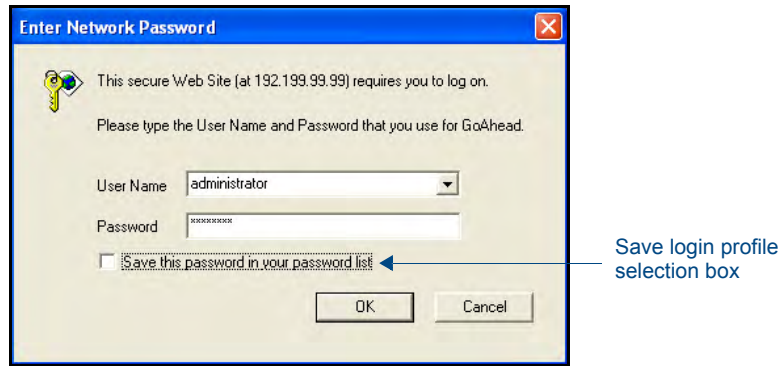 Enter Network Password
This secure Web Site (at 192.199.99.99) requires you to log on.
Please type the User Name and Password that you use for GoAhead.
User Name administrator
Password xxxxxxxx
Save this password in your password list
OK Cancel
Save login profile
selection box